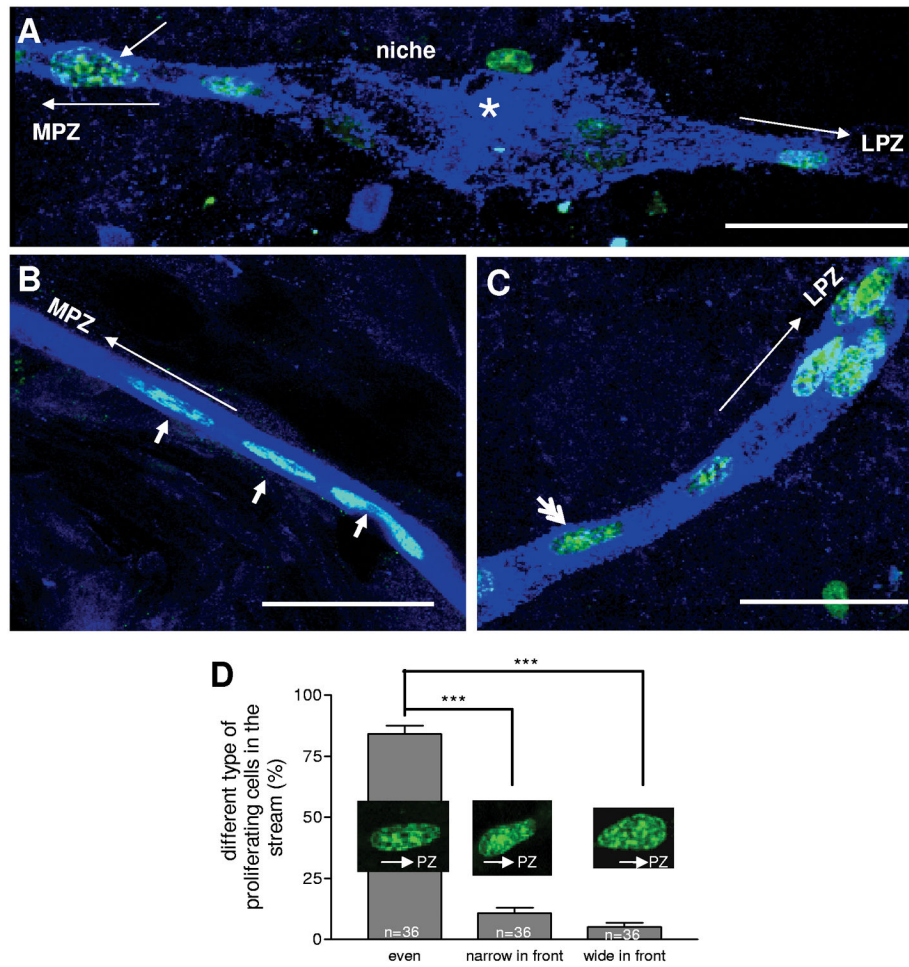 A
niche
*
MPZ
LPZ
B
MPZ
C
LPZ
D
different type of
proliferating cells in the
stream (%)
100
75
50
25
0
***
***
PZ
PZ
PZ
n=36
n=36
n=36
even
narrow in front
wide in front